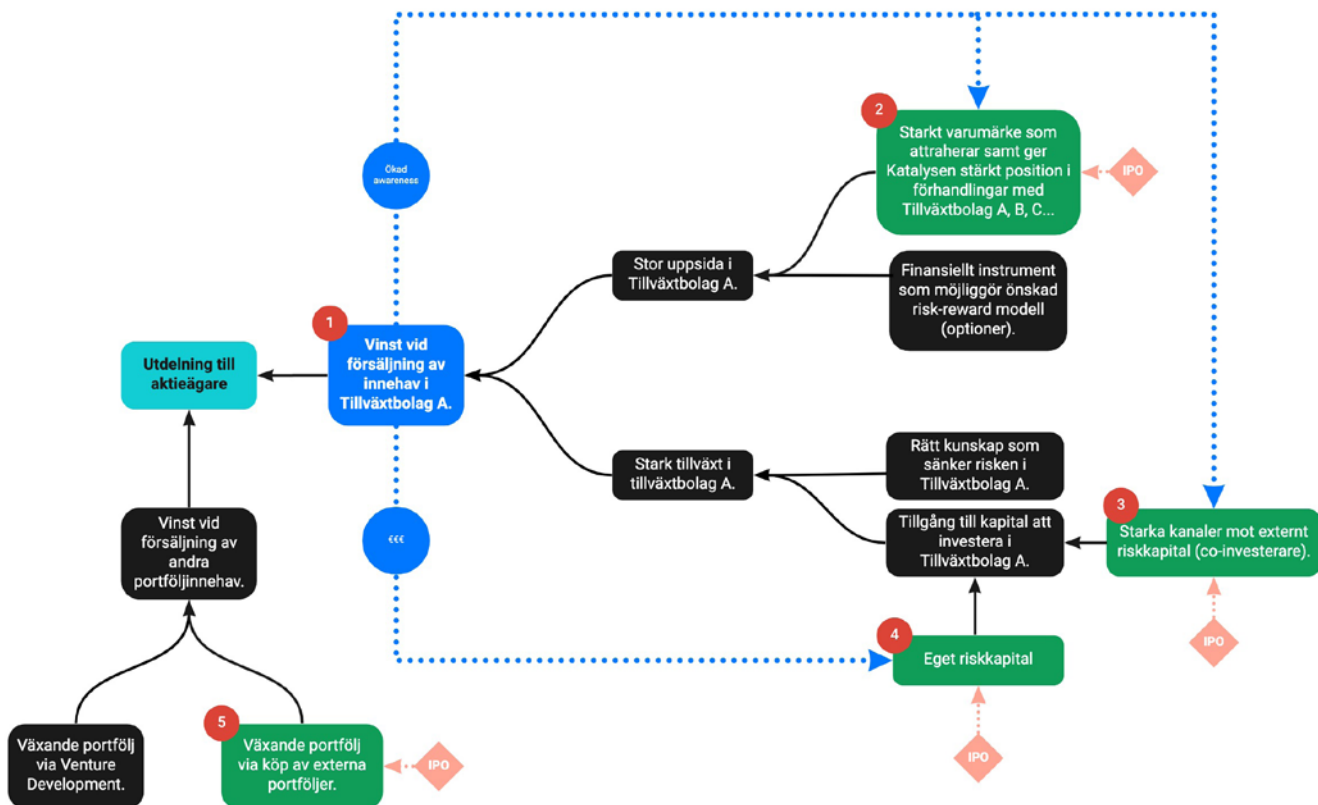 Ökad
awareness
2
Starkt varumärke som
attraherar samt ger
Katalysen stärkt position i
förhandlingar med
Tillväxtbolag A, B, C...
IPO
Stor uppsida i
Tillväxtbolag A.
Finansiellt instrument
som möjliggör önskad
risk-reward modell
(optioner).
1
Vinst vid
försäljning av
innehav i
Tillväxtbolag A.
Utdelning till
aktieägare
Stark tillväxt i
tillväxtbolag A.
Rätt kunskap som
sänker risken i
Tillväxtbolag A.
Tillgång till kapital att
investera i
Tillväxtbolag A.
3
Starka kanaler mot externt
riskkapital (co-investerare).
IPO
€€€
Vinst vid
försäljning av
andra
portföljinnehav.
4
Eget riskkapital
IPO
Växande portfölj
via Venture
Development.
5
Växande portfölj
via köp av externa
portföljer.
IPO